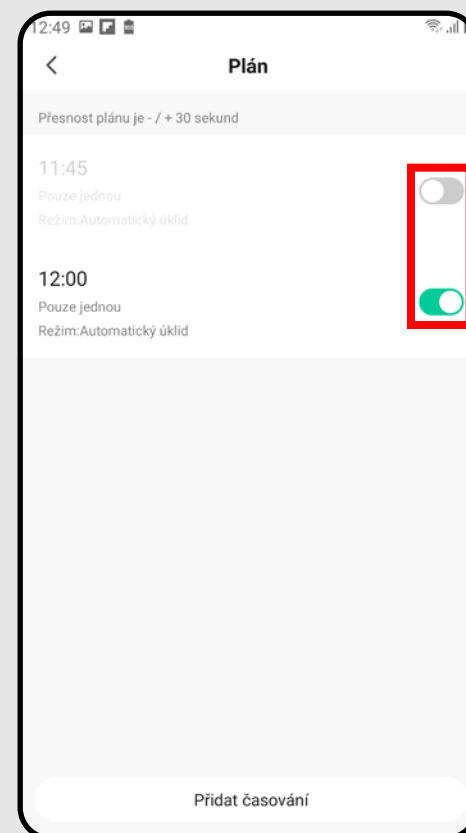 12:49
Plán
Přesnost plánu je - / + 30 sekund
11:45
Pouze jednou
Režim:Automatický úklid
12:00
Pouze jednou
Režim:Automatický úklid
Přidat časování